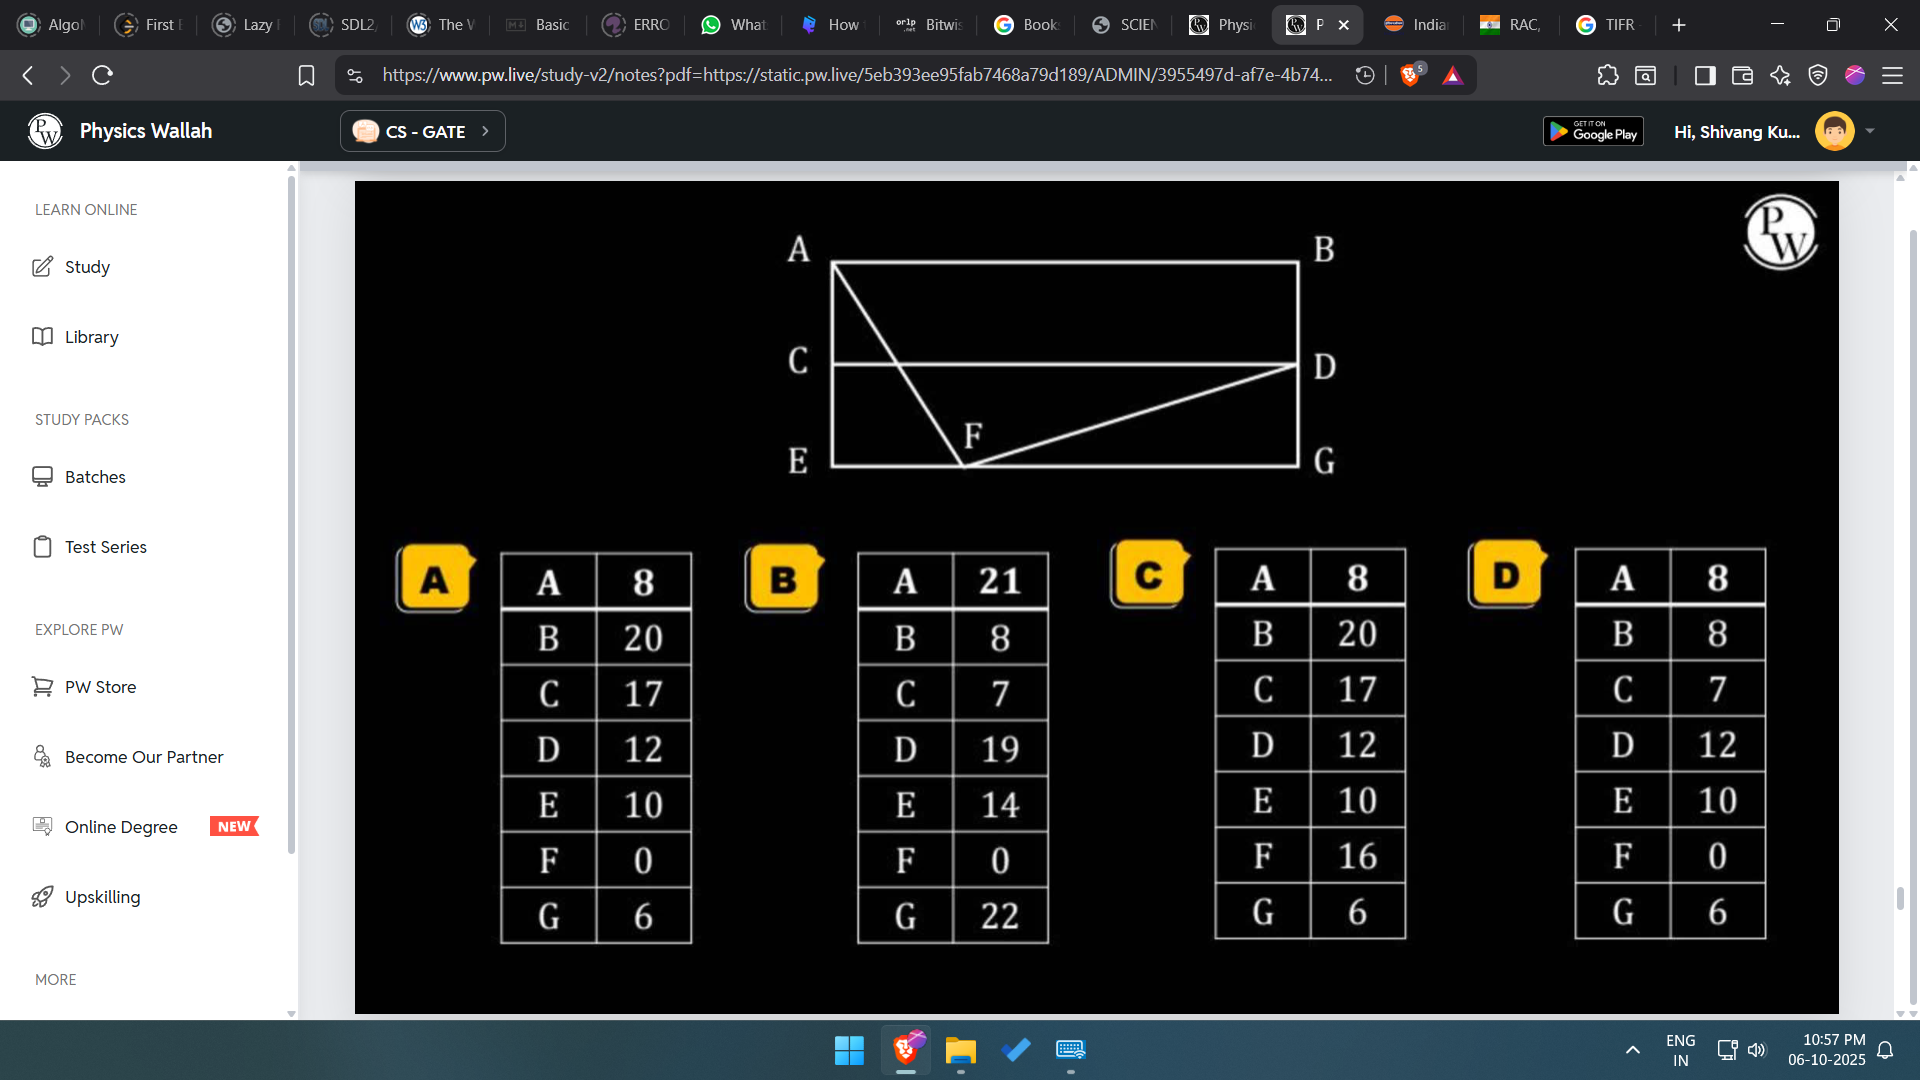 Algo
First
Lazy
SDL2
The W
Basic
ERRO
What
How
Bitwis
Book
SCIEN
Physi
P
India
RAC,
TIFR
https://www.pw.live/study-v2/notes?pdf=https://static.pw.live/5eb393ee95fab7468a79d189/ADMIN/3955497d-af7e-4b74...
5
PW
Physics Wallah
CS - GATE
GET IT ON
Google Play
Hi, Shivang Ku...
LEARN ONLINE
Study
Library
STUDY PACKS
Batches
Test Series
EXPLORE PW
PW Store
Become Our Partner
Online Degree NEW
Upskilling
MORE
PW
A B
C D
F
E G
A
A 8
B 20
C 17
D 12
E 10
F 0
G 6
B
A 21
B 8
C 7
D 19
E 14
F 0
G 22
C
A 8
B 20
C 17
D 12
E 10
F 16
G 6
D
A 8
B 8
C 7
D 12
E 10
F 0
G 6
ENG
IN
10:57 PM
06-10-2025